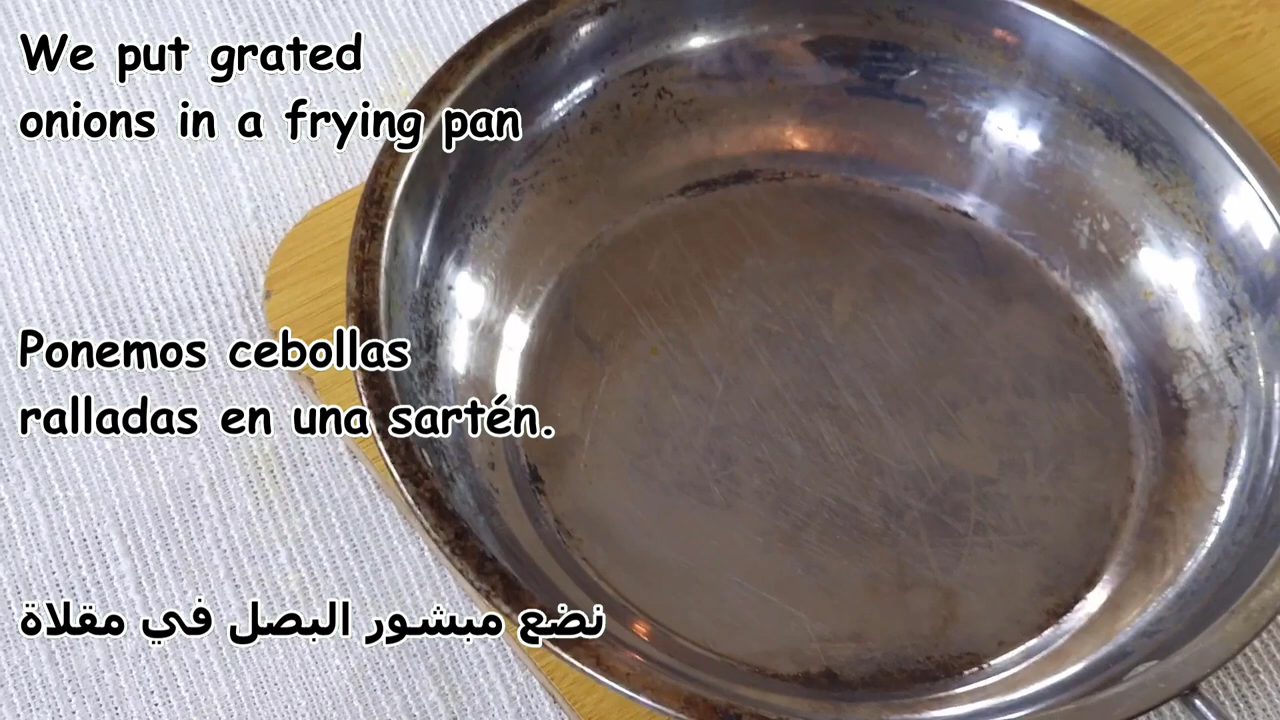 We put grated
onions in a frying pan
Ponemos cebollas
ralladas en una sartén.
نضع مبشور البصل في مقلاة